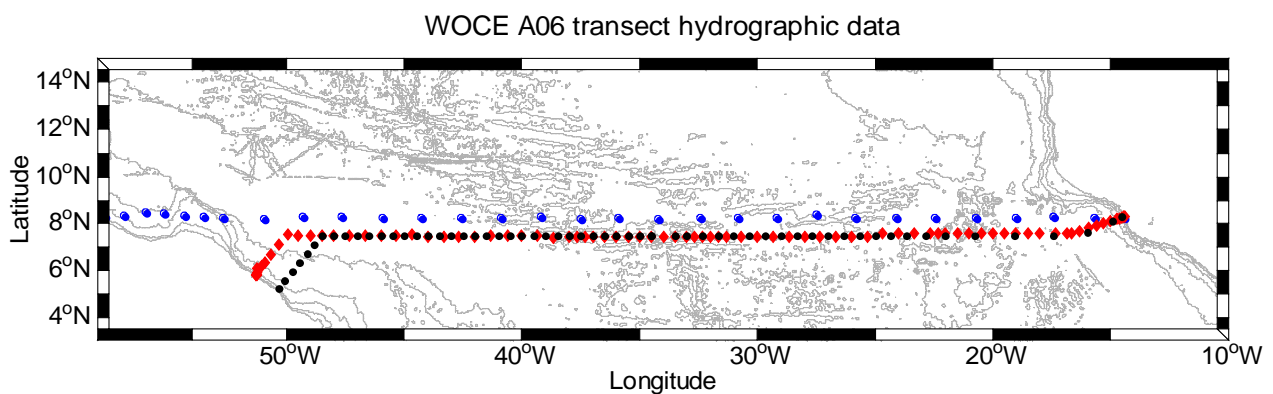 WOCE A06 transect hydrographic data
14°N
12°N
10°N
8°N
6°N
4°N
Latitude
50°W
40°W
30°W
20°W
10°W
Longitude